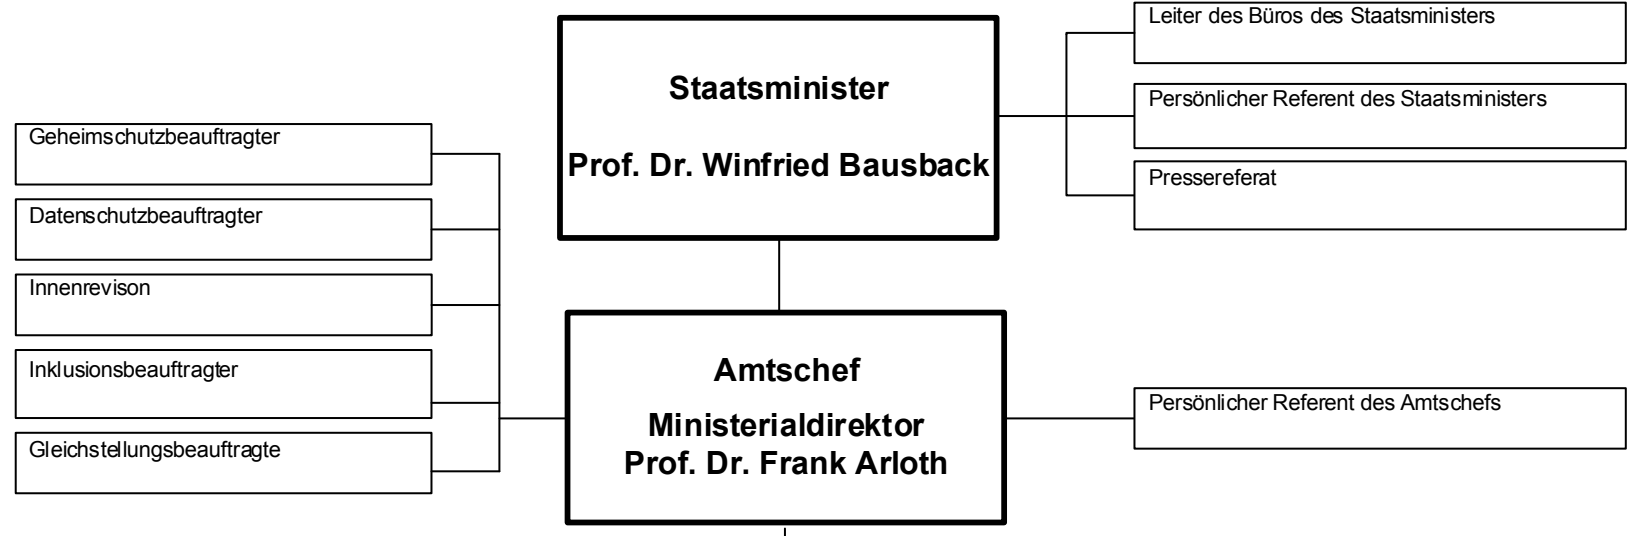 Leiter des Büros des Staatsministers
Staatsminister
Persönlicher Referent des Staatsministers
Prof. Dr. Winfried Bausback
Pressereferat
Geheimschutzbeauftragter
Datenschutzbeauftragter
Innenrevison
Inklusionsbeauftragter
Gleichstellungsbeauftragte
Amtschef
Ministerialdirektor
Prof. Dr. Frank Arloth
Persönlicher Referent des Amtschefs